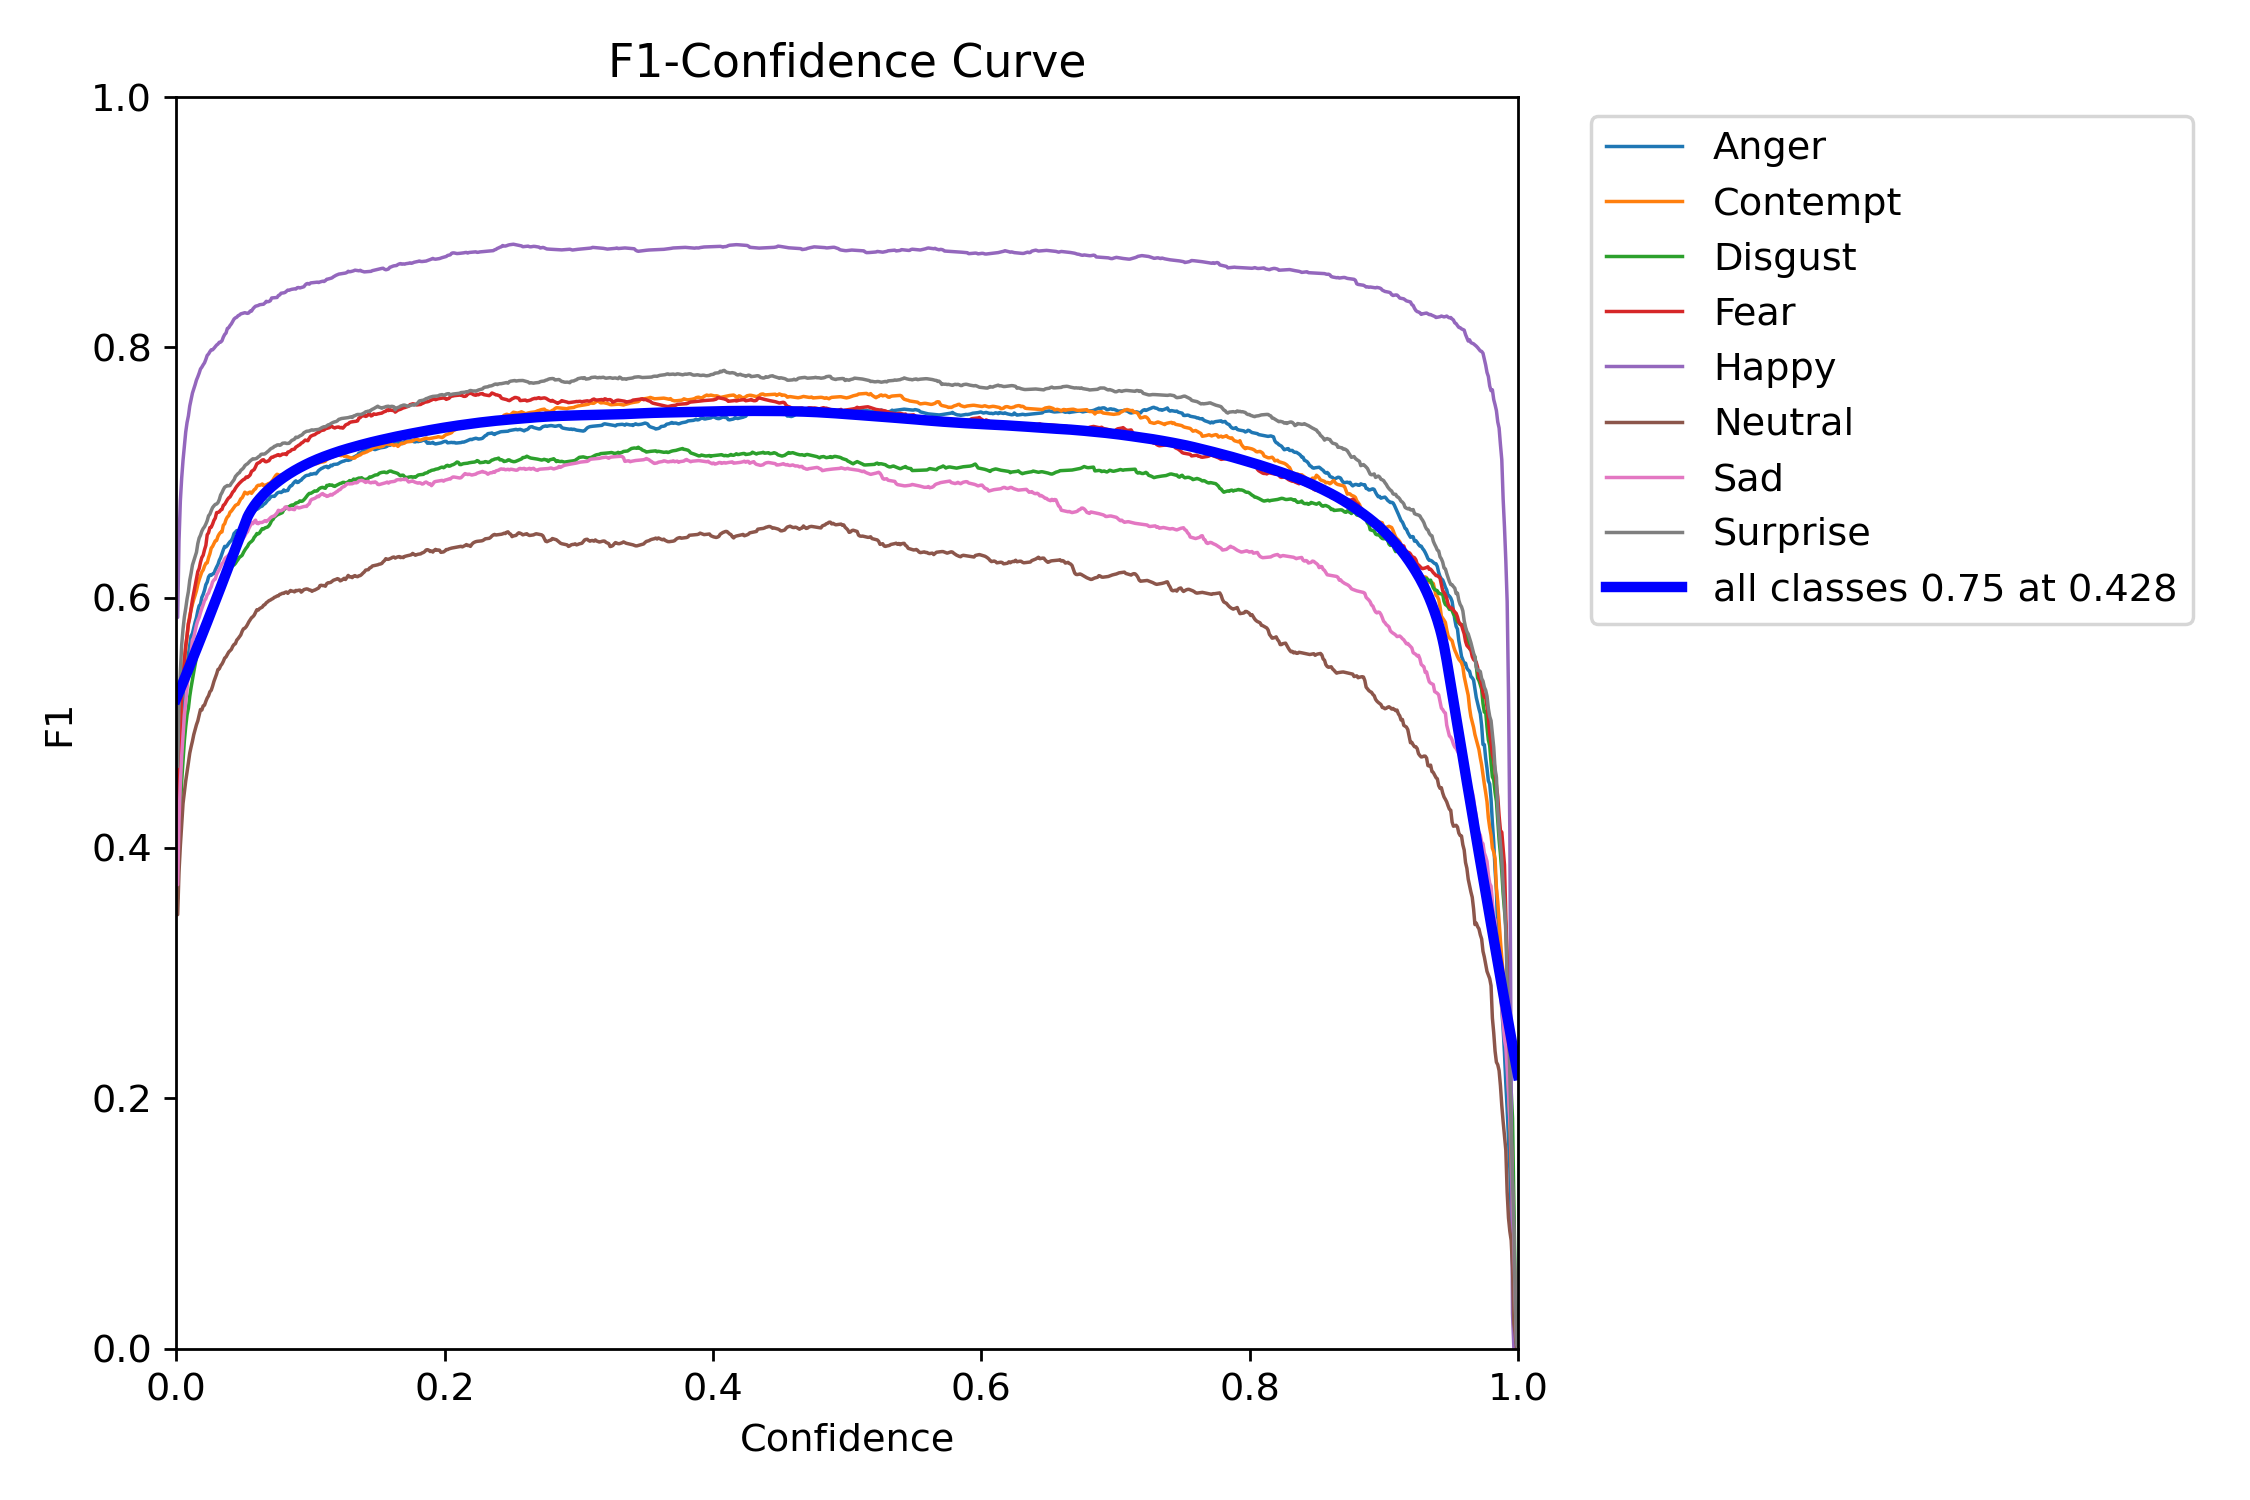 F1-Confidence Curve
1.0
0.8
0.6
0.4
0.2
0.0
F1
0.0 0.2 0.4 0.6 0.8 1.0
Confidence
Anger
Contempt
Disgust
Fear
Happy
Neutral
Sad
Surprise
all classes 0.75 at 0.428